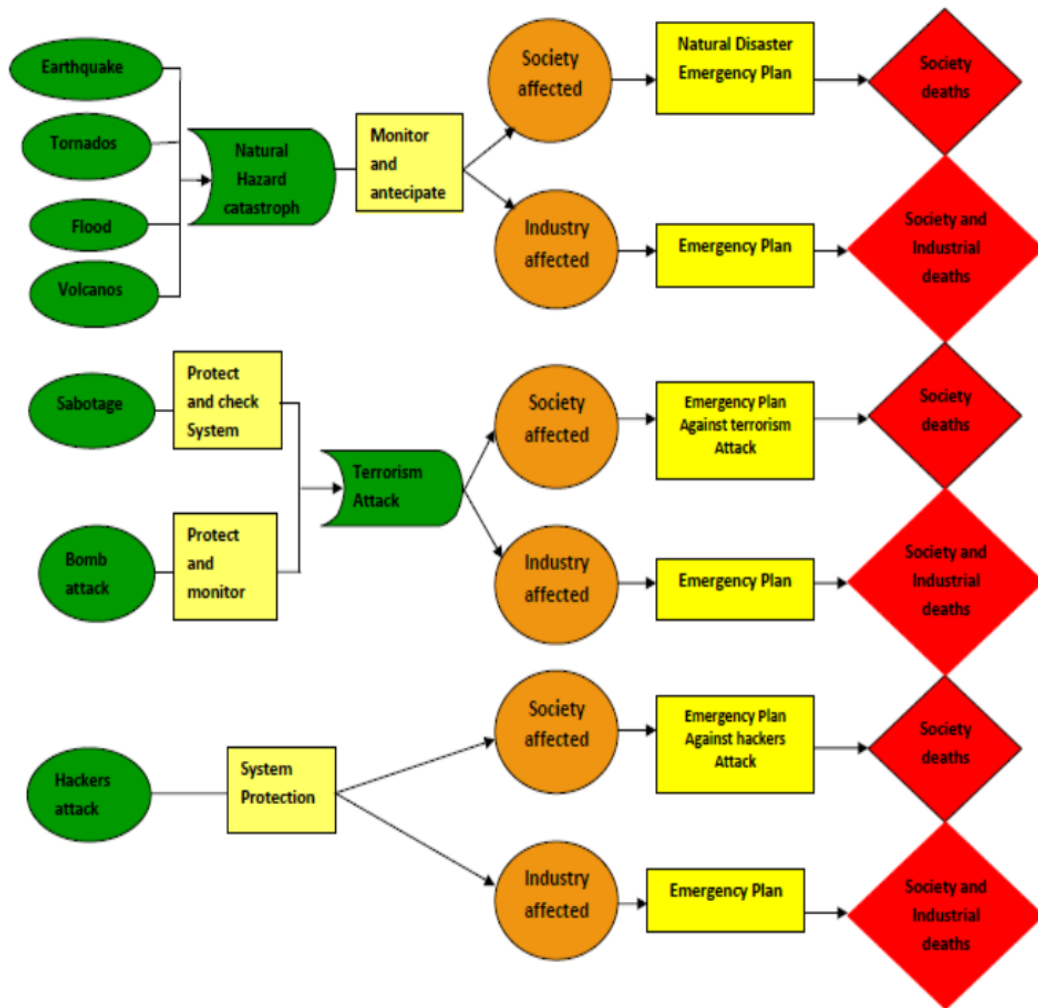 Earthquake
Tornados
Flood
Volcanos
Natural
Hazard
catastroph
Monitor
and
antecipate
Society
affected
Natural Disaster
Emergency Plan
Society
deaths
Industry
affected
Emergency Plan
Society and
Industrial
deaths
Sabotage
Protect
and check
System
Bomb
attack
Protect
and
monitor
Terrorism
Attack
Society
affected
Emergency Plan
Against terrorism
Attack
Society
deaths
Industry
affected
Emergency Plan
Society and
Industrial
deaths
Hackers
attack
System
Protection
Society
affected
Emergency Plan
Against hackers
Attack
Society
deaths
Industry
affected
Emergency Plan
Society and
Industrial
deaths